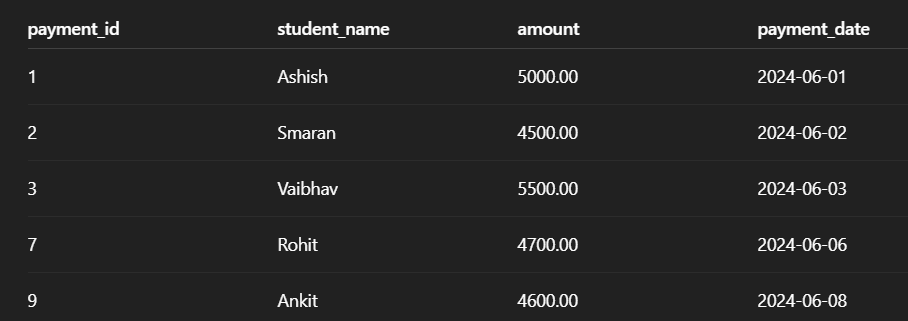 payment_id student_name amount payment_date
1 Ashish 5000.00 2024-06-01
2 Smaran 4500.00 2024-06-02
3 Vaibhav 5500.00 2024-06-03
7 Rohit 4700.00 2024-06-06
9 Ankit 4600.00 2024-06-08